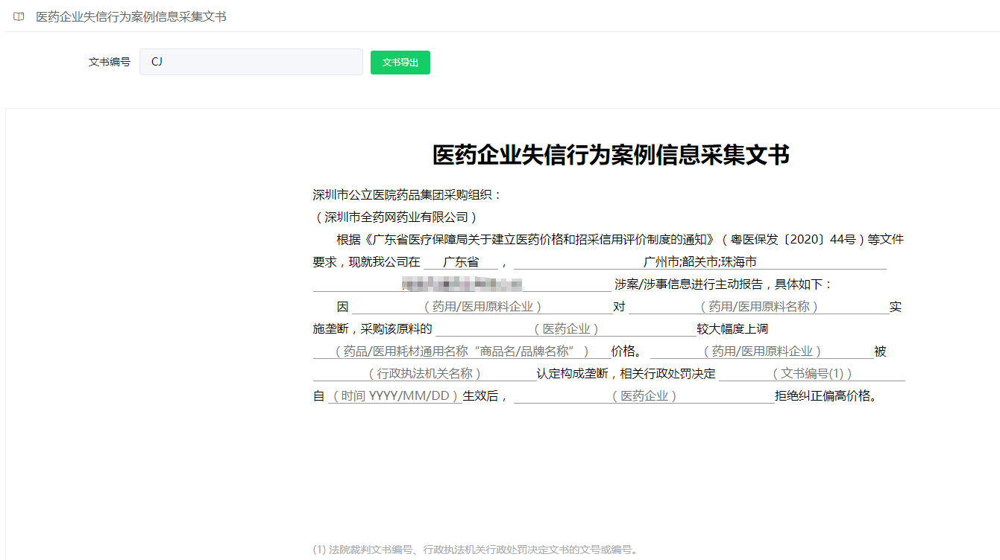 医药企业失信行为案例信息采集文书
文书编号 CJ 文书导出
医药企业失信行为案例信息采集文书
深圳市公立医院药品集团采购组织：
（深圳市全药网药业有限公司）
根据《广东省医疗保障局关于建立医药价格和招采信用评价制度的通知》（粤医保发〔2020〕44号）等文件
要求，现就我公司在 广东省 ， 广州市;韶关市;珠海市
涉案/涉事信息进行主动报告，具体如下：
因 （药用/医用原料企业） 对 （药用/医用原料名称） 实
施垄断，采购该原料的 （医药企业） 较大幅度上调
（药品/医用耗材通用名称“商品名/品牌名称” ） 价格。 （药用/医用原料企业） 被
（行政执法机关名称） 认定构成垄断，相关行政处罚决定 （文书编号(1) ）
自 （时间 YYYY/MM/DD ） 生效后， （医药企业） 拒绝纠正偏高价格。
(1) 法院裁判文书编号、行政执法机关行政处罚决定文书的文号或编号。